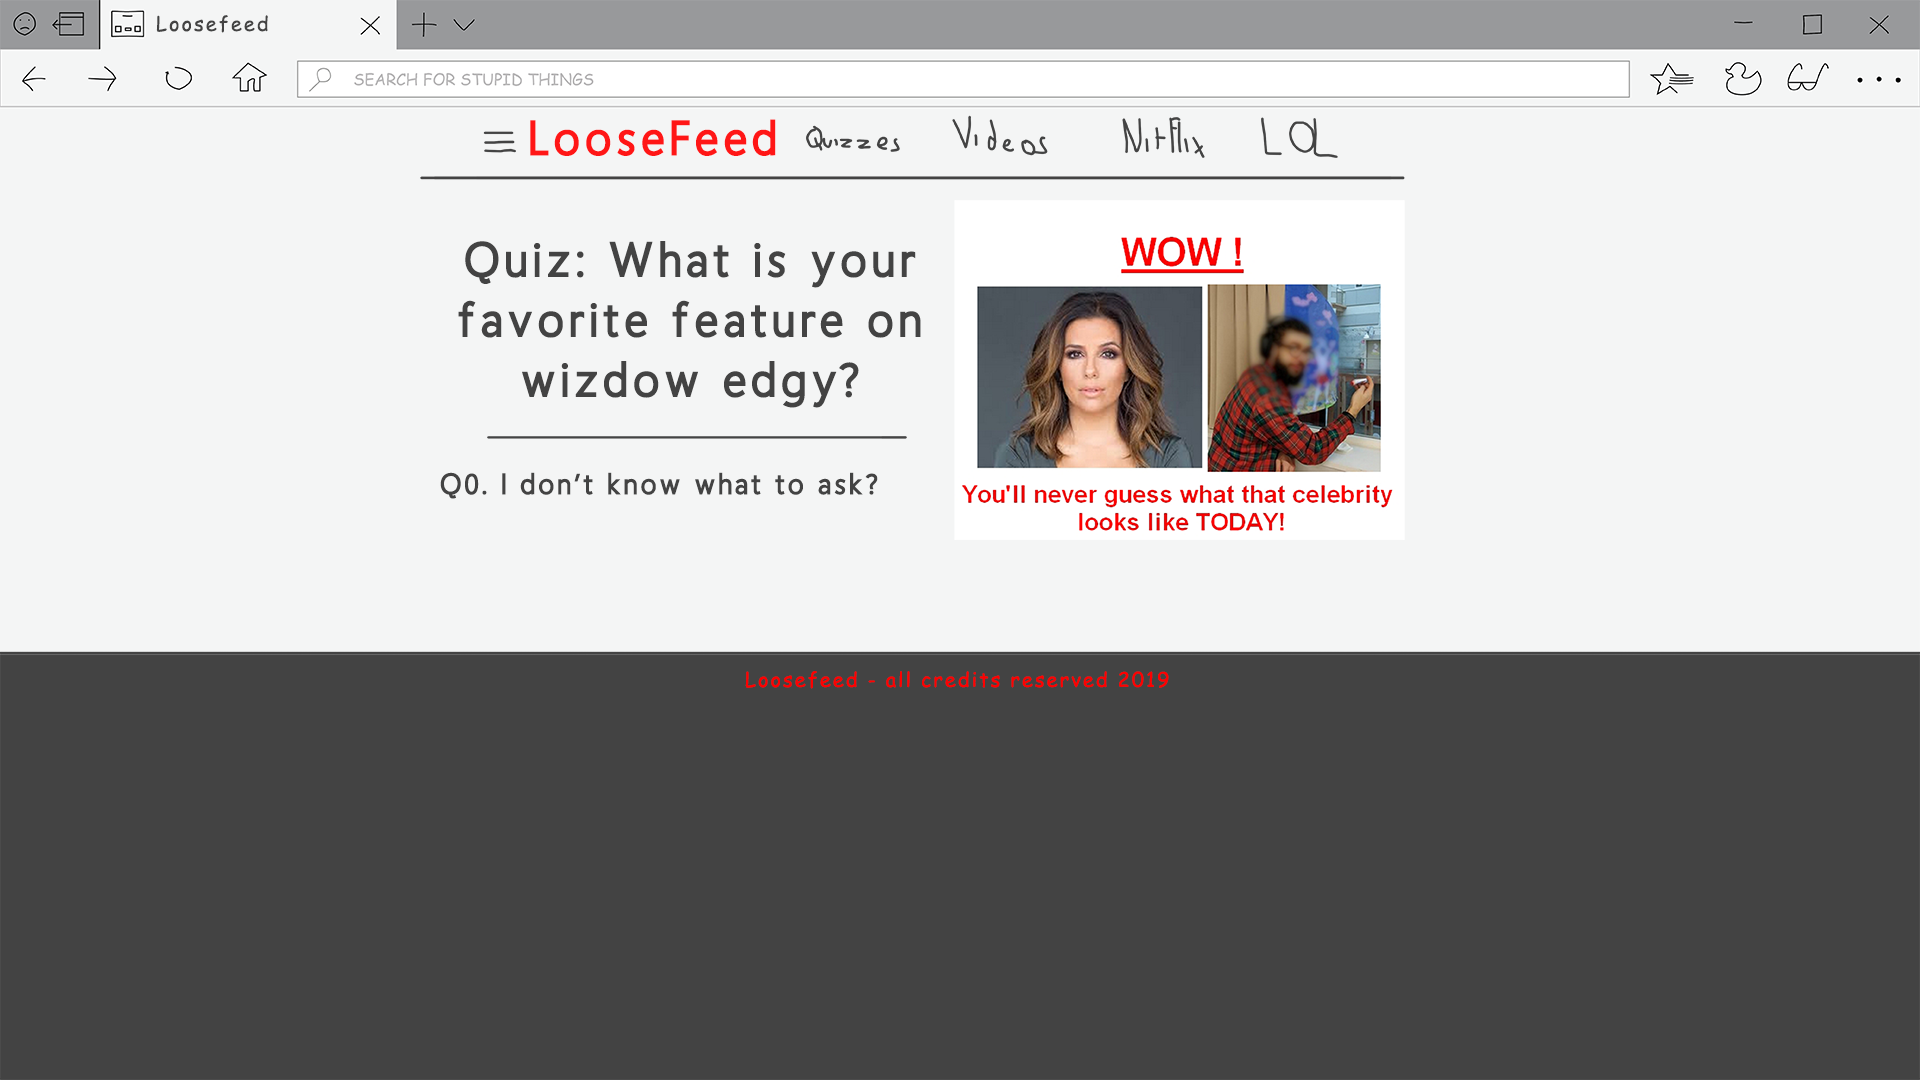 Loosefeed
SEARCH FOR STUPID THINGS
LooseFeed Quizzes Videos Nitflix LOL
Quiz: What is your
favorite feature on
wizdow edgy?
Q0. I don't know what to ask?
WOW !
You'll never guess what that celebrity
looks like TODAY!
Loosefeed - all credits reserved 2019